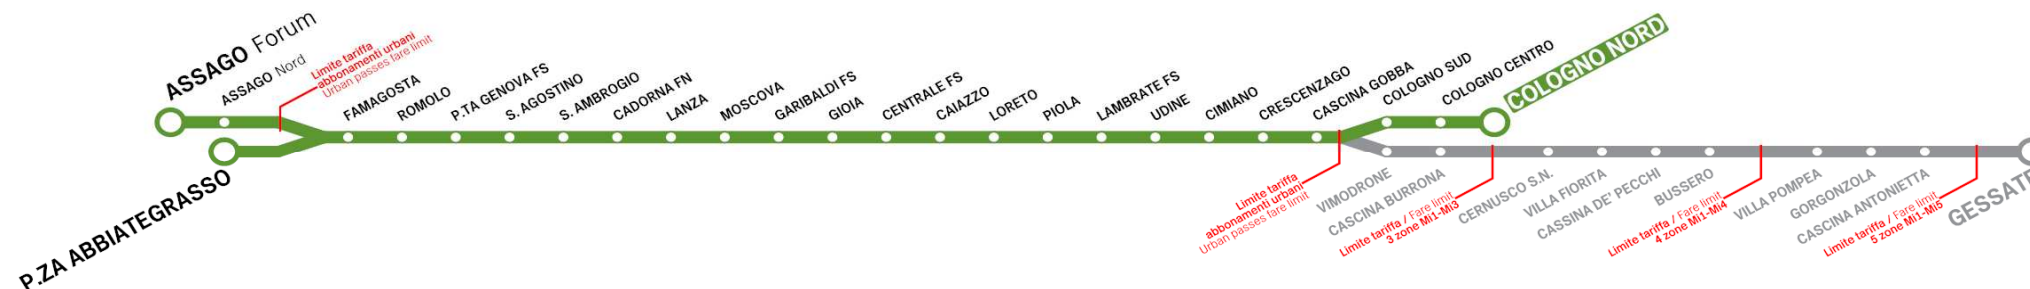 ASSAGO Forum
ASSAGO Nord
Limite tariffa
abbonamenti urbani
Urban passes fare limit
P.ZA ABBIATEGRASSO
FAMAGOSTA
ROMOLO
P.TA GENOVA FS
S. AGOSTINO
S. AMBROGIO
CADORNA FN
LANZA
MOSCOVA
GARIBALDI FS
GIOIA
CENTRALE FS
CAIAZZO
LORETO
PIOLA
LAMBRATE FS
UDINE
CIMIANO
CRESCENZAGO
CASCINA GOBBA
COLOGNO SUD
COLOGNO CENTRO
COLOGNO NORD
Limite tariffa
abbonamenti urbani
Urban passes fare limit
VIMODRONE
CASCINA BURRONA
Limite tariffa / Fare limit
3 zone Mi1-Mi3
CERNUSCO S.N.
VILLA FIORITA
CASSINA DE' PECCHI
BUSSERO
Limite tariffa / Fare limit
4 zone Mi1-Mi4
VILLA POMPEA
GORGONZOLA
CASCINA ANTONIETTA
Limite tariffa / Fare limit
5 zone Mi1-Mi5
GESSATE